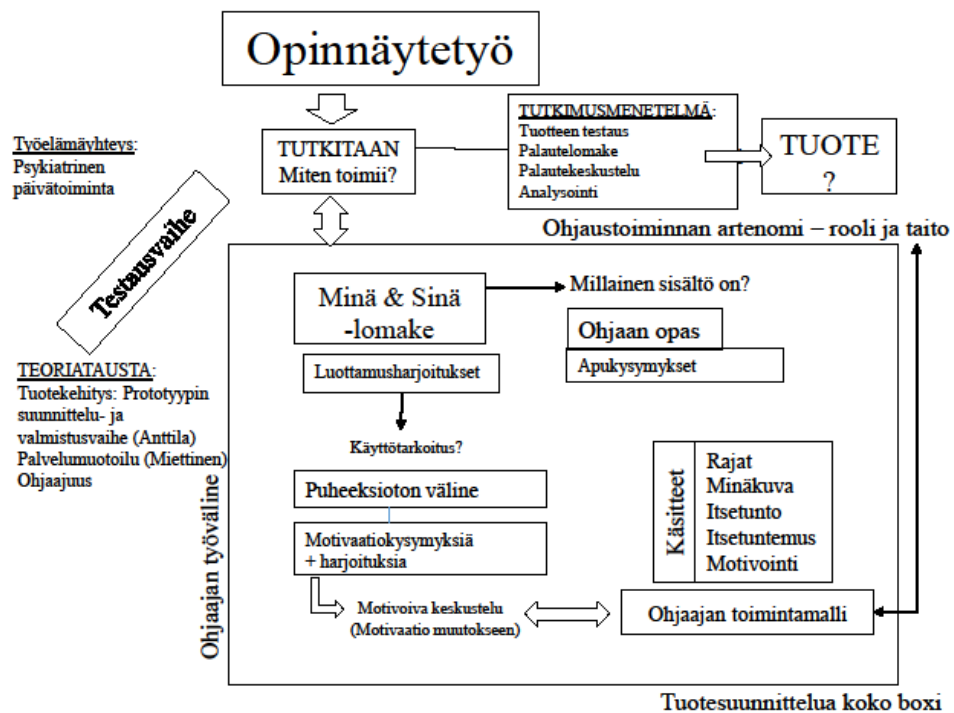 Opinnäytetyö
TUTKIMUSMENETELMÄ:
Tuotteen testaus
Palautelomake
Palautekeskustelu
Analysointi
TUOTE
?
TUTKITAAN
Miten toimii?
Työelämäyhteys:
Psykiatrinen
päivätoiminta
Testausvaihe
Ohjaustoiminnan artenomi – rooli ja taito
Minä & Sinä
-lomake
Millainen sisältö on?
Ohjaan opas
Apukysymykset
Luottamusharjoitukset
TEORIATAUSTA:
Tuotekehitys: Prototyypin
suunnittelu- ja
valmistusvaihe (Anttila)
Palvelumuotoilu (Miettinen)
Ohjaajuus
Käyttötarkoitus?
Puheeksioton väline
Motivaatiokysymyksiä
+ harjoituksia
Käsitteet
Rajat
Minäkuva
Itsetunto
Itsetuntemus
Motivointi
Ohjaajan työväline
Motivoiva keskustelu
(Motivaatio muutokseen)
Ohjaajan toimintamalli
Tuotesuunnittelua koko boxi